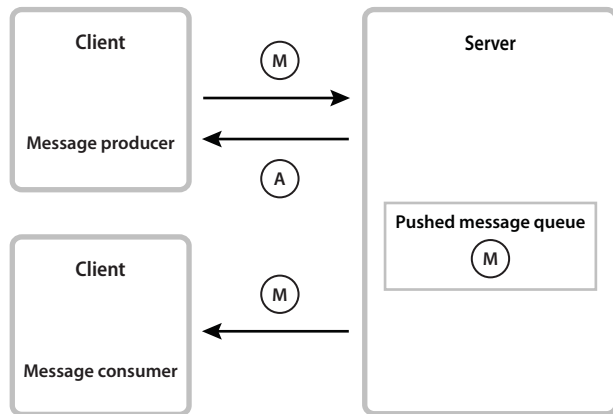 Client
M
Message producer
A
Server
Pushed message queue
M
Client
M
Message consumer